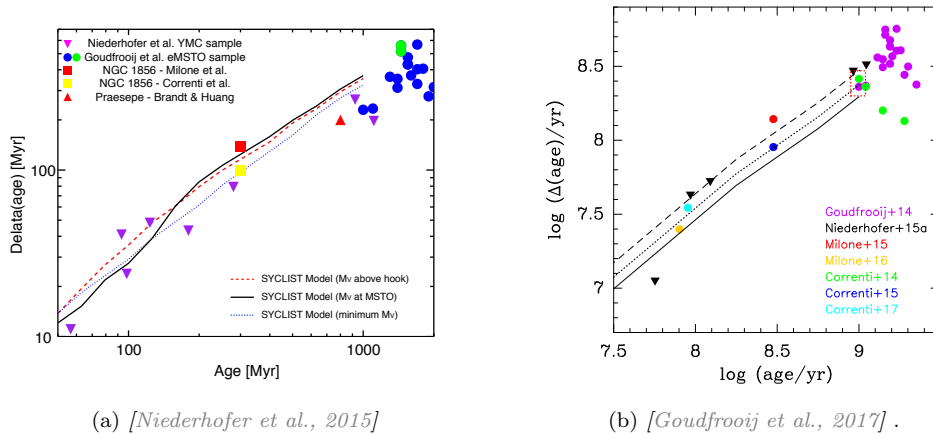 Niederhofer et al. YMC sample
Goudfrooij et al. eMSTO sample
NGC 1856 - Milone et al.
NGC 1856 - Correnti et al.
Praesepe - Brandt & Huang
Delata(age) [Myr]
100
10
SYCLIST Model (Mv above hook)
SYCLIST Model (Mv at MSTO)
SYCLIST Model (minimum Mv)
100
1000
Age [Myr]
(a) [Niederhofer et al., 2015]
log (Δ(age)/yr)
8.5
8
7.5
7
Goudfrooij+14
Niederhofer+15a
Milone+15
Milone+16
Correnti+14
Correnti+15
Correnti+17
7.5
8
8.5
9
log (age/yr)
(b) [Goudfrooij et al., 2017] .